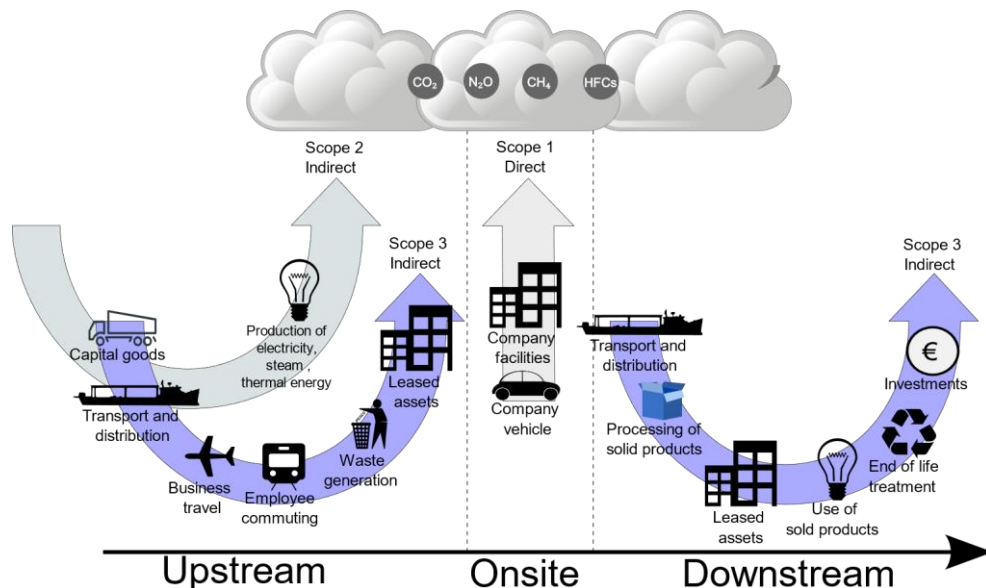 CO₂
N₂O
CH₄
HFCs
Scope 2
Indirect
Scope 1
Direct
Scope 3
Indirect
Scope 3
Indirect
Capital goods
Production of
electricity,
steam ,
thermal energy
Transport and
distribution
Business
travel
Employee
commuting
Waste
generation
Leased
assets
Company
facilities
Company
vehicle
Transport and
distribution
Processing of
solid products
Leased
assets
Use of
sold products
End of life
treatment
€
Investments
Upstream
Onsite
Downstream